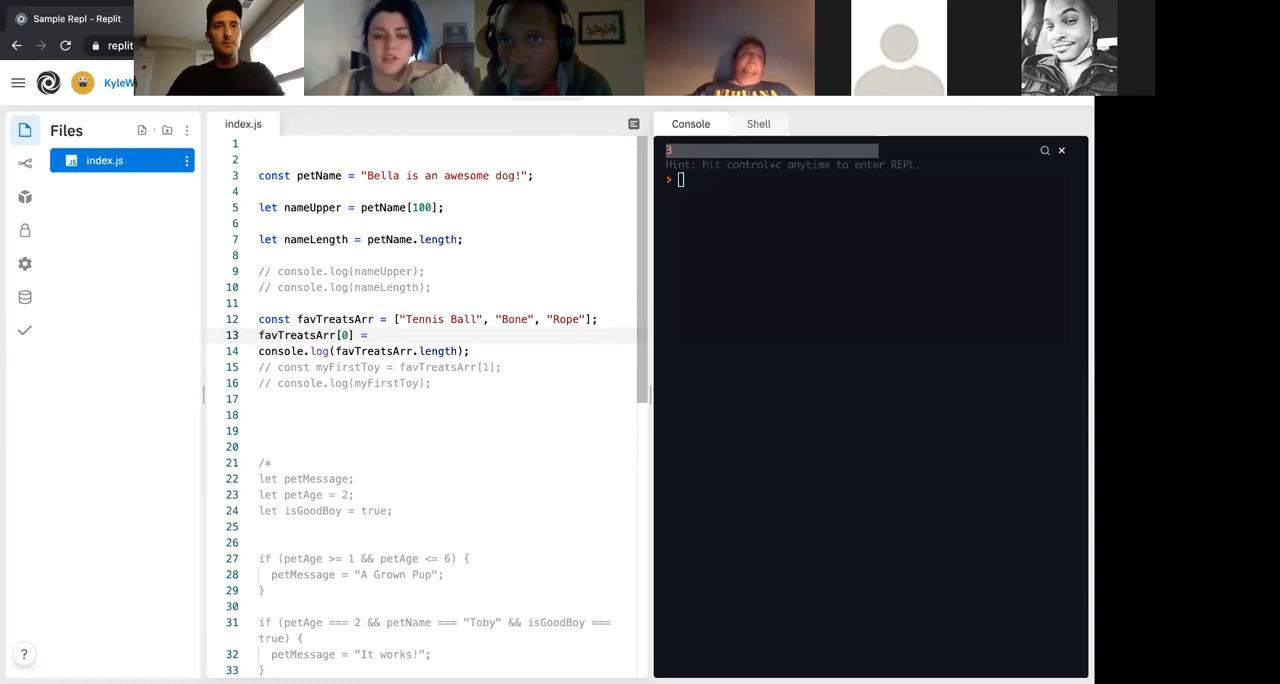 Sample Repl - Replit
replit
KyleW
NIRVANA
Files
index.js
index.js
Console
Shell
1
2
3 const petName = "Bella is an awesome dog!";
4
5 let nameUpper = petName[100];
6
7 let nameLength = petName.length;
8
9 // console.log(nameUpper);
10 // console.log(nameLength);
11
12 const favTreatsArr = ["Tennis Ball", "Bone", "Rope"];
13 favTreatsArr[0] =
14 console.log(favTreatsArr.length);
15 // const myFirstToy = favTreatsArr[1];
16 // console.log(myFirstToy);
17
18
19
20
21 /*
22 let petMessage;
23 let petAge = 2;
24 let isGoodBoy = true;
25
26
27 if (petAge >= 1 && petAge <= 6) {
28 petMessage = "A Grown Pup";
29 }
30
31 if (petAge === 2 && petName === "Toby" && isGoodBoy ===
true) {
32 petMessage = "It works!";
33 }
3
Hint: hit control+c anytime to enter REPL.
>
?